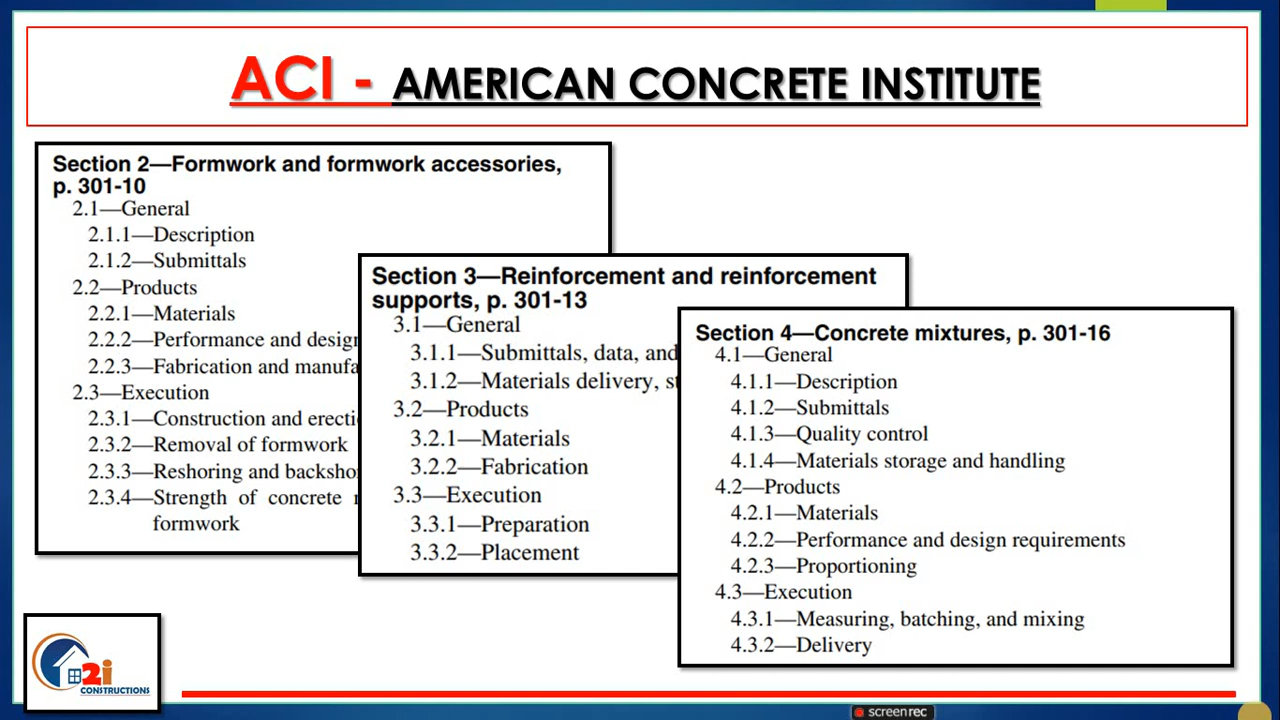 ACI - AMERICAN CONCRETE INSTITUTE
Section 2—Formwork and formwork accessories,
p. 301-10
2.1—General
2.1.1—Description
2.1.2—Submittals
2.2—Products
2.2.1—Materials
2.2.2—Performance and design
2.2.3—Fabrication and
2.3—Execution
2.3.1—Construction and
2.3.2—Removal of formwork
2.3.3—Reshoring and
2.3.4—Strength of concrete
formwork
Section 3—Reinforcement and reinforcement
supports, p. 301-13
3.1—General
3.1.1—Submittals, data, and
3.1.2—Materials delivery,
3.2—Products
3.2.1—Materials
3.2.2—Fabrication
3.3—Execution
3.3.1—Preparation
3.3.2—Placement
Section 4—Concrete mixtures, p. 301-16
4.1—General
4.1.1—Description
4.1.2—Submittals
4.1.3—Quality control
4.1.4—Materials storage and handling
4.2—Products
4.2.1—Materials
4.2.2—Performance and design requirements
4.2.3—Proportioning
4.3—Execution
4.3.1—Measuring, batching, and mixing
4.3.2—Delivery
2i
CONSTRUCTIONS
screenrec